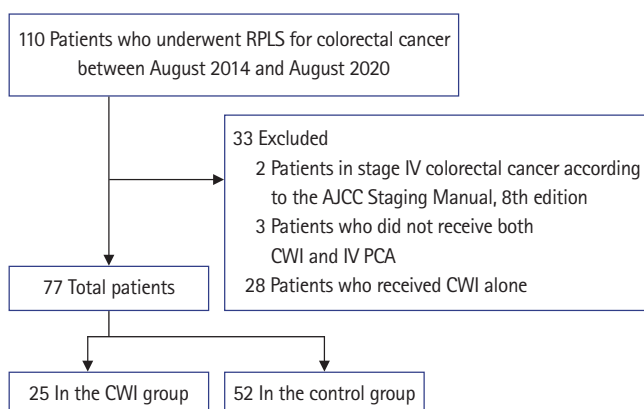 110 Patients who underwent RPLS for colorectal cancer
between August 2014 and August 2020
33 Excluded
2 Patients in stage IV colorectal cancer according
to the AJCC Staging Manual, 8th edition
3 Patients who did not receive both
CWI and IV PCA
28 Patients who received CWI alone
77 Total patients
25 In the CWI group
52 In the control group